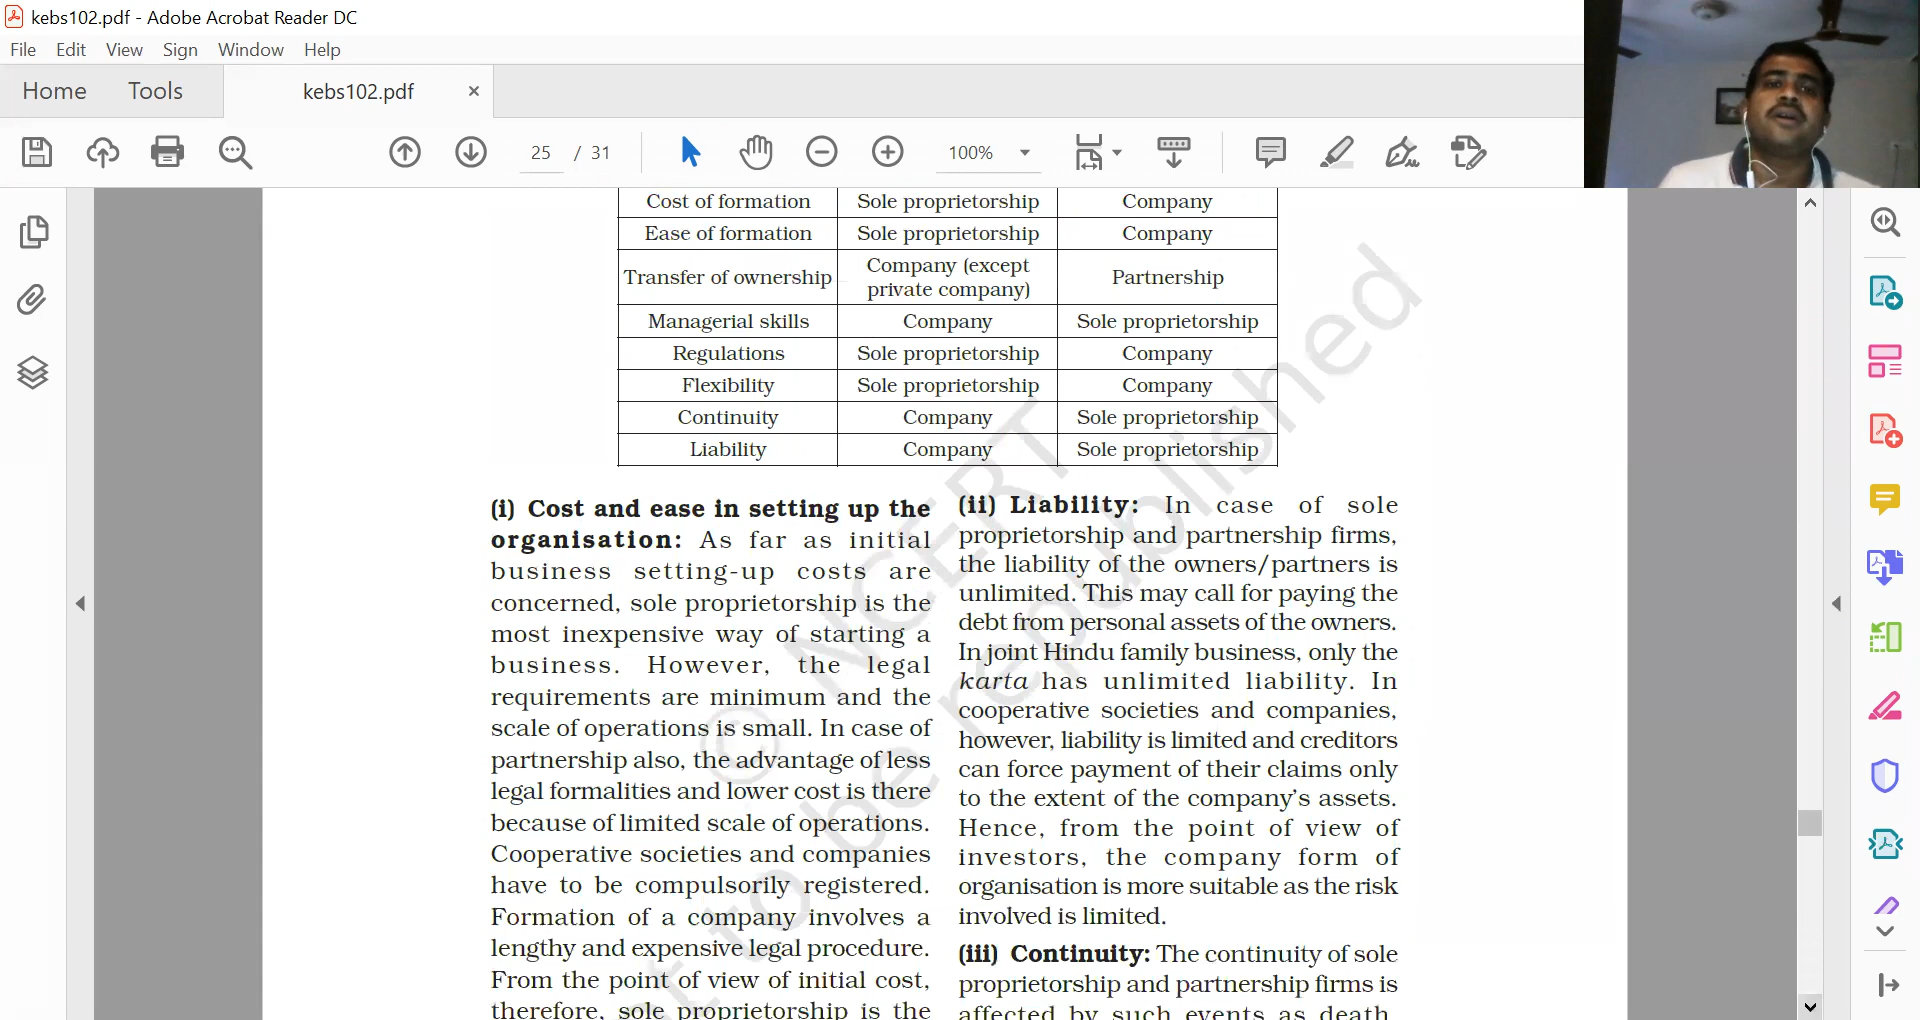 kebs102.pdf - Adobe Acrobat Reader DC
File Edit View Sign Window Help
Home Tools kebs102.pdf ×
25 / 31 100%
Cost of formation Sole proprietorship Company
Ease of formation Sole proprietorship Company
Transfer of ownership Company (except private company) Partnership
Managerial skills Company Sole proprietorship
Regulations Sole proprietorship Company
Flexibility Sole proprietorship Company
Continuity Company Sole proprietorship
Liability Company Sole proprietorship
(i) Cost and ease in setting up the
organisation: As far as initial
business setting-up costs are
concerned, sole proprietorship is the
most inexpensive way of starting a
business. However, the legal
requirements are minimum and the
scale of operations is small. In case of
partnership also, the advantage of less
legal formalities and lower cost is there
because of limited scale of operations.
Cooperative societies and companies
have to be compulsorily registered.
Formation of a company involves a
lengthy and expensive legal procedure.
From the point of view of initial cost,
therefore, sole proprietorship is the
(ii) Liability: In case of sole
proprietorship and partnership firms,
the liability of the owners/partners is
unlimited. This may call for paying the
debt from personal assets of the owners.
In joint Hindu family business, only the
karta has unlimited liability. In
cooperative societies and companies,
however, liability is limited and creditors
can force payment of their claims only
to the extent of the company's assets.
Hence, from the point of view of
investors, the company form of
organisation is more suitable as the risk
involved is limited.
(iii) Continuity: The continuity of sole
proprietorship and partnership firms is
affected by such events as death,
© NCERT
to be republished